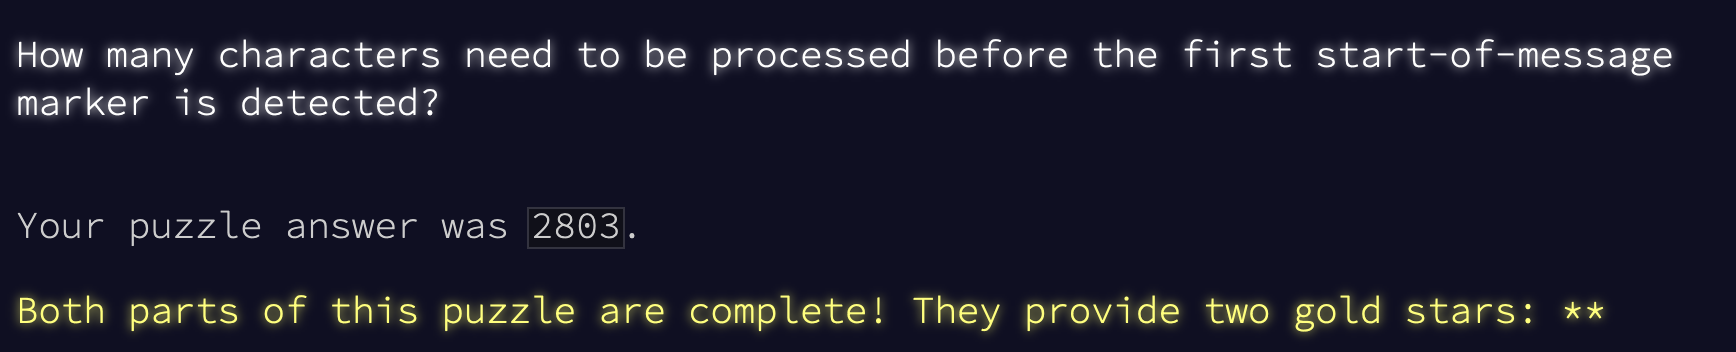 How many characters need to be processed before the first start-of-message
marker is detected?
Your puzzle answer was 2803.
Both parts of this puzzle are complete! They provide two gold stars: **